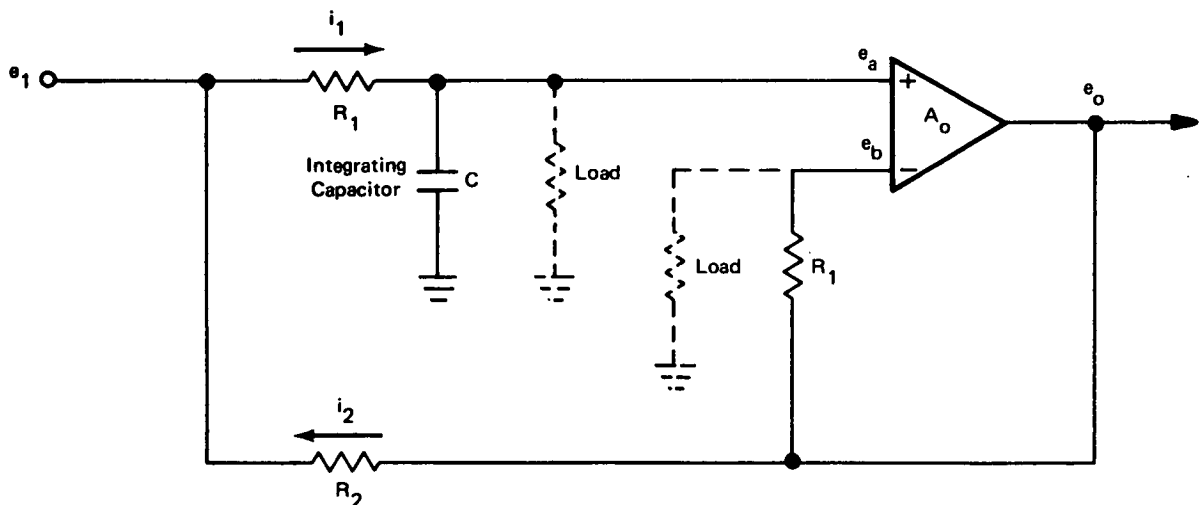 i1
e1
R1
ea
+
Ao
eo
eb
−
Integrating
Capacitor
C
Load
Load
R1
i2
R2